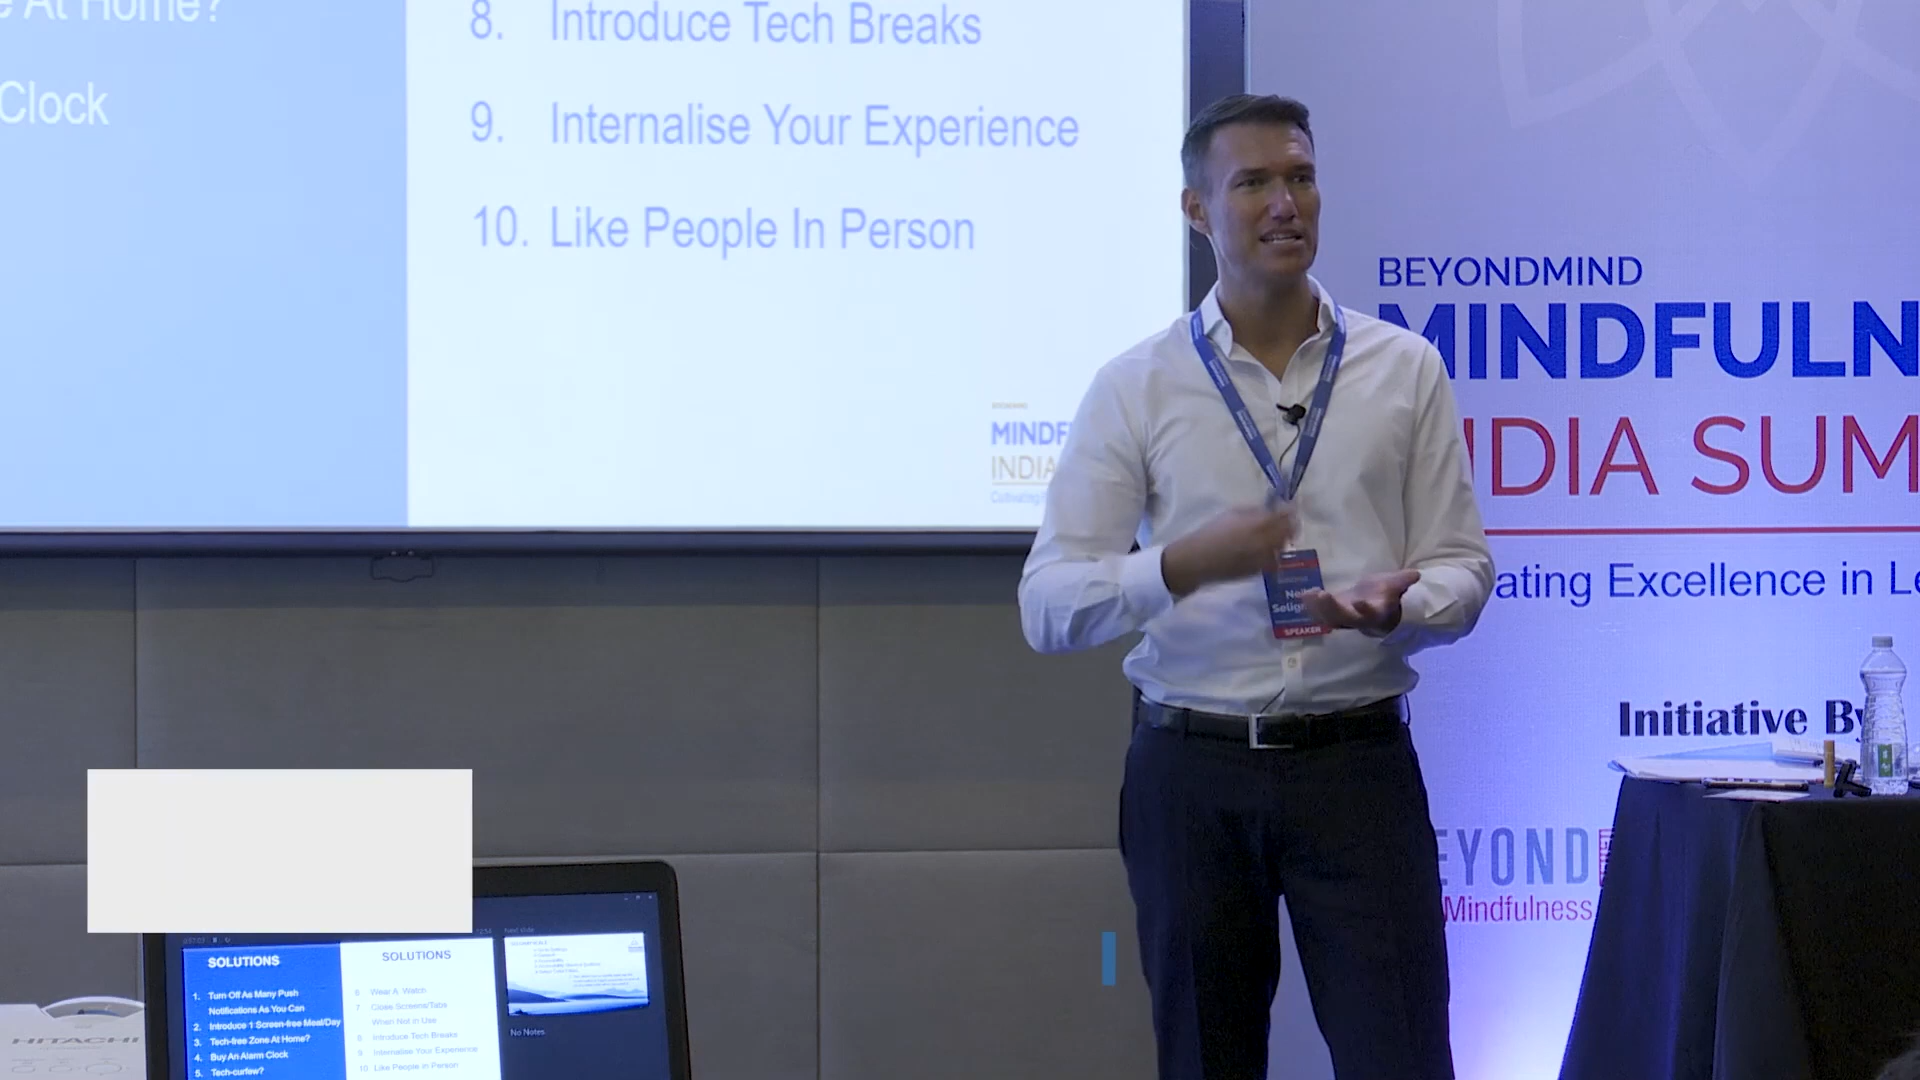 e At Home?
Clock
8. Introduce Tech Breaks
9. Internalise Your Experience
10. Like People In Person
MINDF
INDIA
BEYONDMIND
MINDFULN
NDIA SUM
ating Excellence in Le
Initiative By
EYOND
Mindfulness
SPEAKER
HITACHI
SOLUTIONS
1. Turn Off As Many Push
Notifications As You Can
2. Introduce 1 Screen-free Meal/Day
3. Tech-free Zone At Home?
4. Buy An Alarm Clock
5. Tech-curfew?
SOLUTIONS
6 Wear A Watch
7 Close Screens/Tabs
When Not in Use
8 Introduce Tech Breaks
9 Internalise Your Experience
10 Like People in Person
No Notes